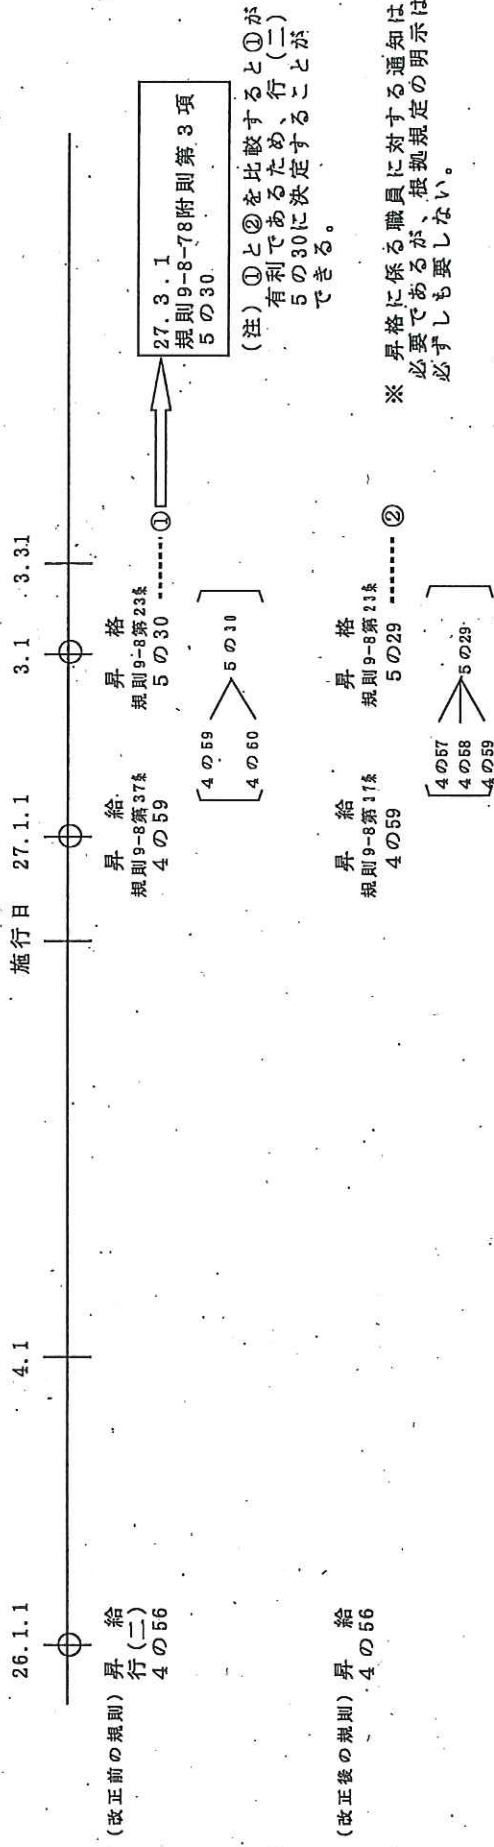 26.1.1
4.1
施行日
27.1.1
3.1
3.31
(改正前の規則)
昇 給
行(二)
4の56
昇 給
規則9-8第37条
4の59
昇 格
規則9-8第23条
5の30
①
4の59
4の60
5の30
27.3.1
規則9-8-78附則第3項
5の30
(注) ①と②を比較すると①が
有利であるため、行(二)
5の30に決定することが
できる。
(改正後の規則)
昇 給
4の56
昇 給
規則9-8第37条
4の59
昇 格
規則9-8第23条
5の29
②
4の57
4の58
4の59
5の29
※ 昇格に係る職員に対する通知は
必要であるが、根拠規定の明示は
必ずしも要しない。